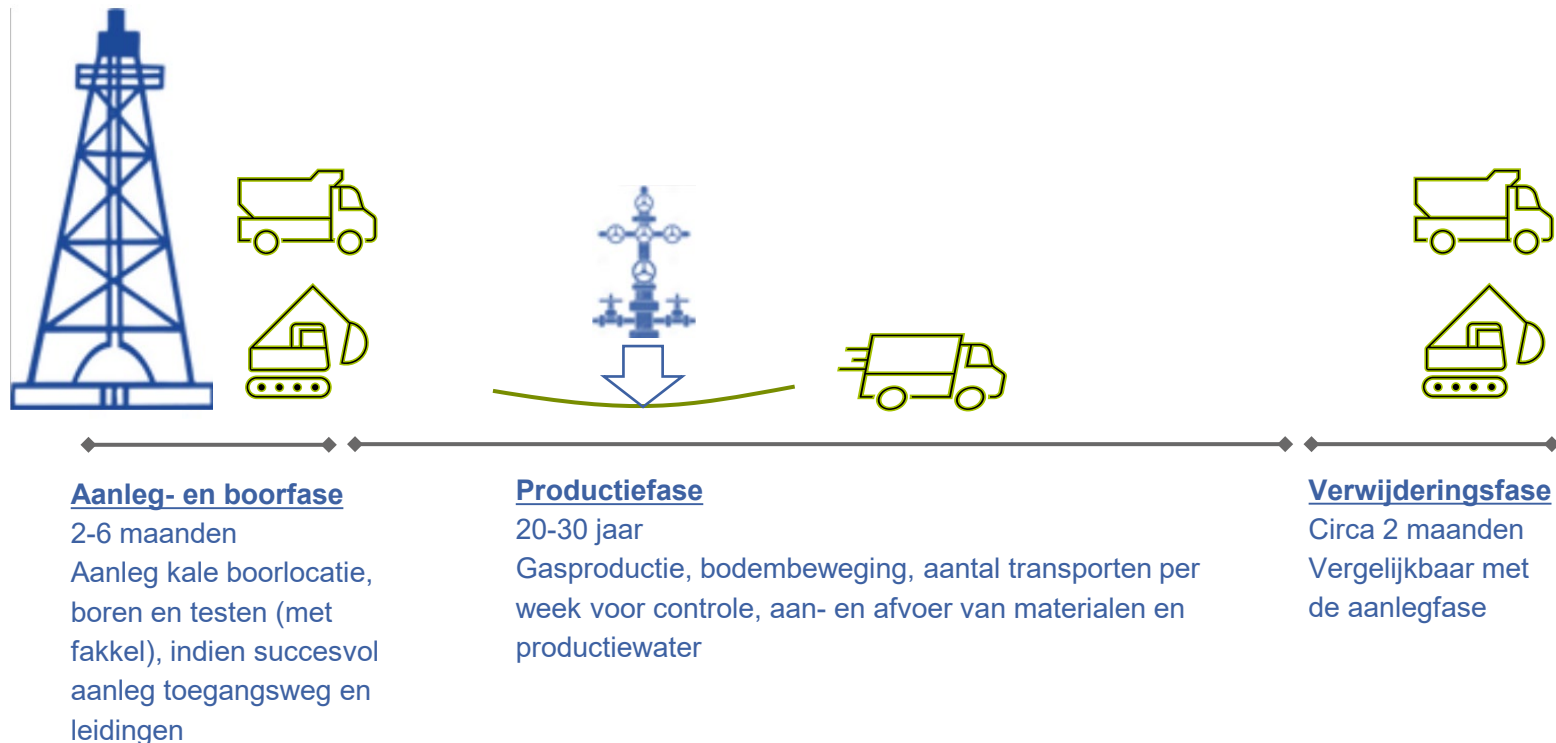 Aanleg- en boorfase
2-6 maanden
Aanleg kale boorlocatie,
boren en testen (met
fakkel), indien succesvol
aanleg toegangsweg en
leidingen
Productiefase
20-30 jaar
Gasproductie, bodembeweging, aantal transporten per
week voor controle, aan- en afvoer van materialen en
productiewater
Verwijderingsfase
Circa 2 maanden
Vergelijkbaar met
de aanlegfase